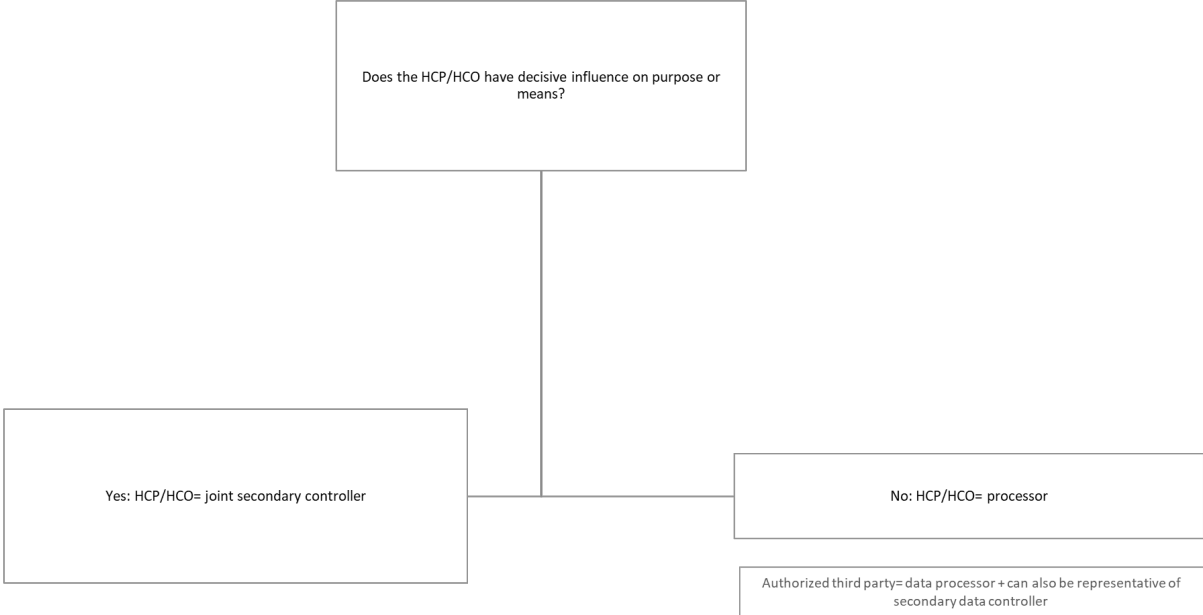 Does the HCP/HCO have decisive influence on purpose or
means?
Yes: HCP/HCO= joint secondary controller
No: HCP/HCO= processor
Authorized third party= data processor + can also be representative of
secondary data controller